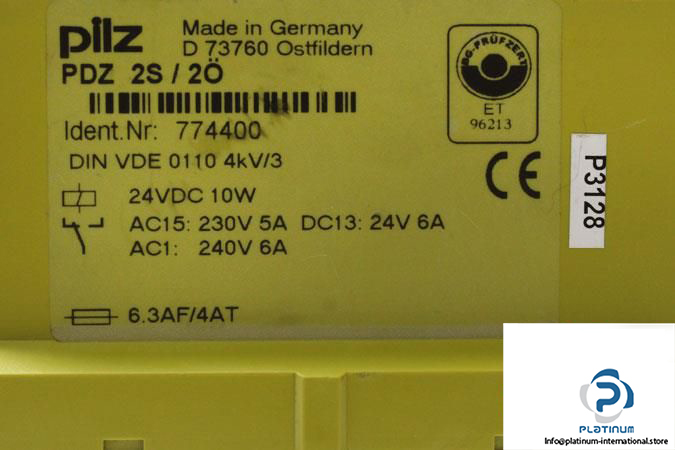 pilz
Made in Germany
D 73760 Ostfildern
PDZ 2S / 2Ö
BG-PRÜFZERT
ET
96213
Ident.Nr: 774400
DIN VDE 0110 4kV/3
CE
24VDC 10W
AC15: 230V 5A DC13: 24V 6A
AC1: 240V 6A
6.3AF/4AT
P3128
PLATINUM
Info@platinum-international.store